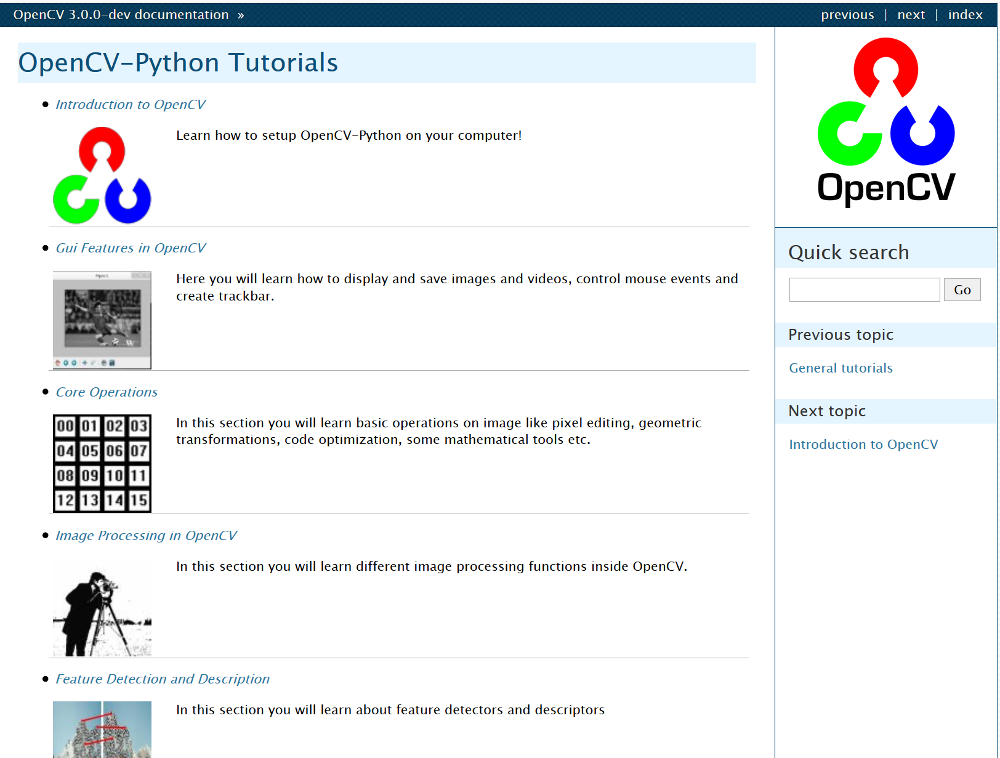 OpenCV 3.0.0-dev documentation »
previous | next | index
OpenCV-Python Tutorials
Introduction to OpenCV
Learn how to setup OpenCV-Python on your computer!
Gui Features in OpenCV
Here you will learn how to display and save images and videos, control mouse events and
create trackbar.
Core Operations
00 01 02 03
04 05 06 07
08 09 10 11
12 13 14 15
In this section you will learn basic operations on image like pixel editing, geometric
transformations, code optimization, some mathematical tools etc.
Image Processing in OpenCV
In this section you will learn different image processing functions inside OpenCV.
Feature Detection and Description
In this section you will learn about feature detectors and descriptors
OpenCV
Quick search
Go
Previous topic
General tutorials
Next topic
Introduction to OpenCV